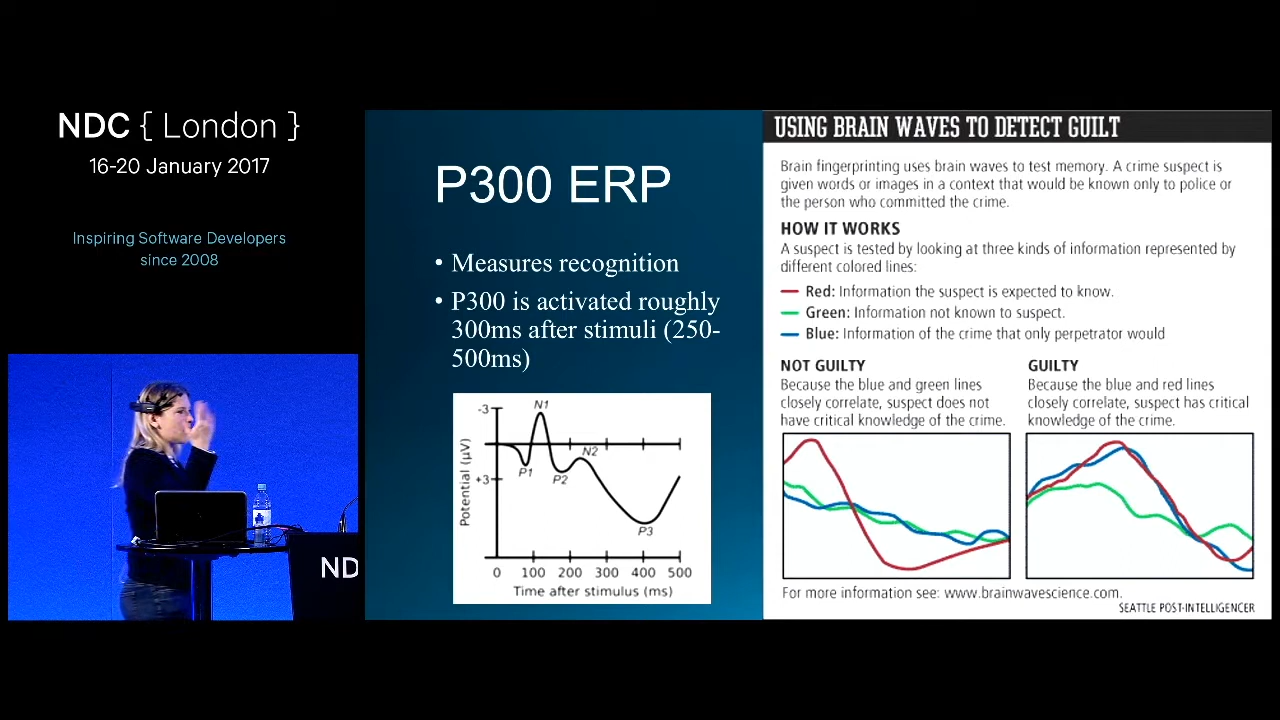 NDC { London }
16-20 January 2017
Inspiring Software Developers
since 2008
ND
P300 ERP
• Measures recognition
• P300 is activated roughly
300ms after stimuli (250-
500ms)
-3
+3
Potential (µV)
N1
P1
N2
P2
P3
0 100 200 300 400 500
Time after stimulus (ms)
USING BRAIN WAVES TO DETECT GUILT
Brain fingerprinting uses brain waves to test memory. A crime suspect is
given words or images in a context that would be known only to police or
the person who committed the crime.
HOW IT WORKS
A suspect is tested by looking at three kinds of information represented by
different colored lines:
Red: Information the suspect is expected to know.
Green: Information not known to suspect.
Blue: Information of the crime that only perpetrator would
NOT GUILTY
Because the blue and green lines
closely correlate, suspect does not
have critical knowledge of the crime.
GUILTY
Because the blue and red lines
closely correlate, suspect has critical
knowledge of the crime.
For more information see: www.brainwavescience.com.
SEATTLE POST-INTELLIGENCER